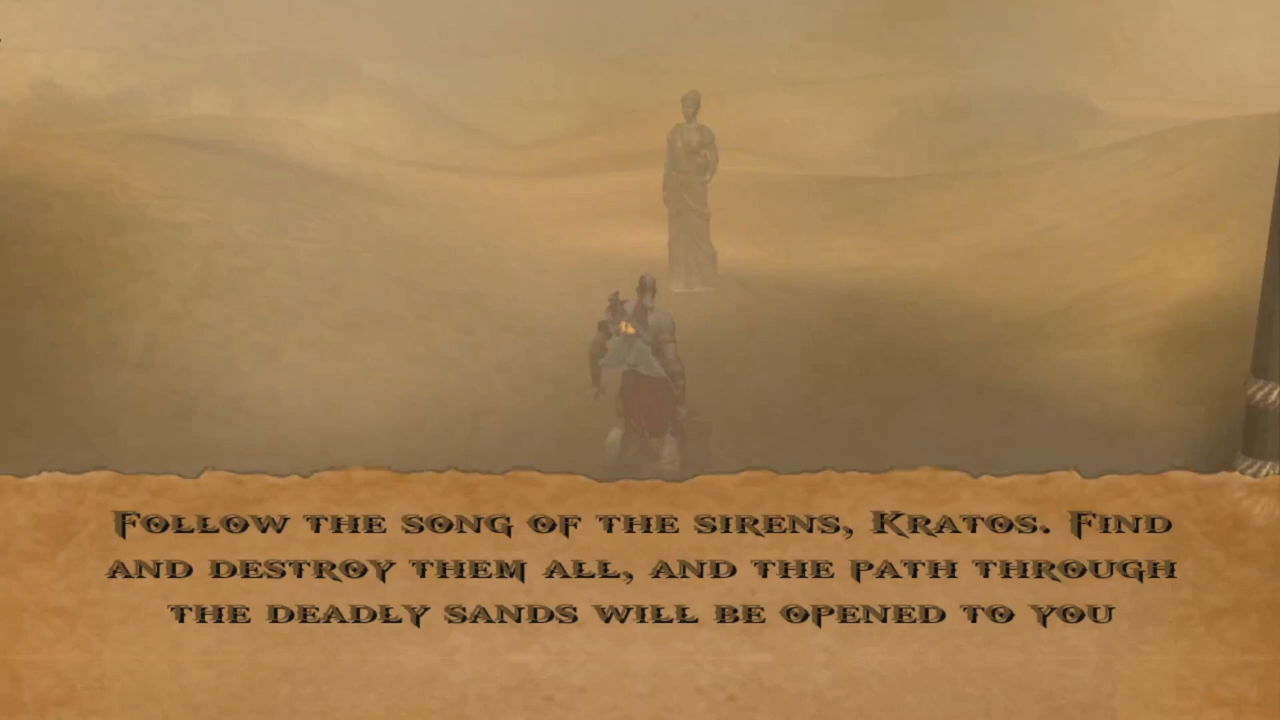 Follow the song of the sirens, Kratos. Find
and destroy them all, and the path through
the deadly sands will be opened to you